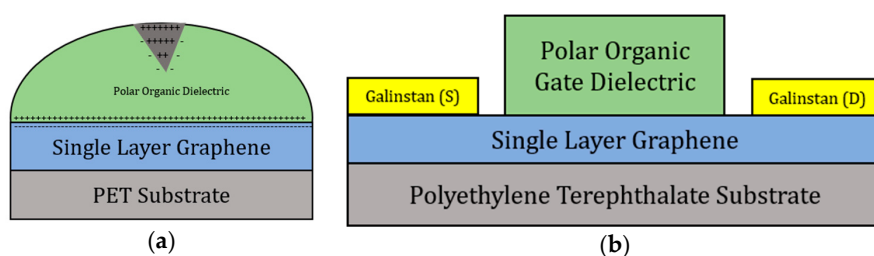 +++++++
- +++++ -
- ++ -
- -
Polar Organic Dielectric
++++++++++++++++++++++++++++++++++++++++++++++++
------------------------------------------------
Single Layer Graphene
PET Substrate
(a)
Polar Organic
Gate Dielectric
Galinstan (S)
Galinstan (D)
Single Layer Graphene
Polyethylene Terephthalate Substrate
(b)